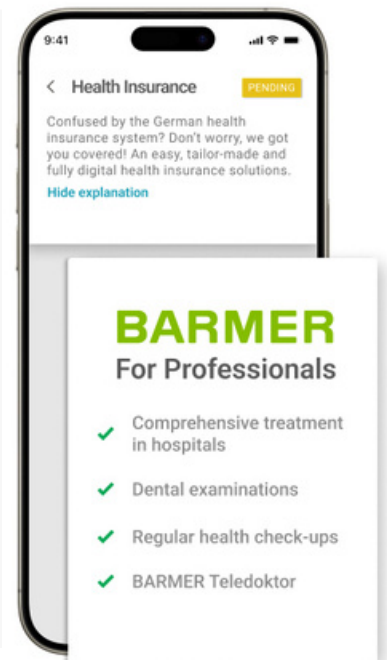 9:41
Health Insurance
PENDING
Confused by the German health
insurance system? Don't worry, we got
you covered! An easy, tailor-made and
fully digital health insurance solutions.
Hide explanation
BARMER
For Professionals
Comprehensive treatment
in hospitals
Dental examinations
Regular health check-ups
BARMER Teledoktor